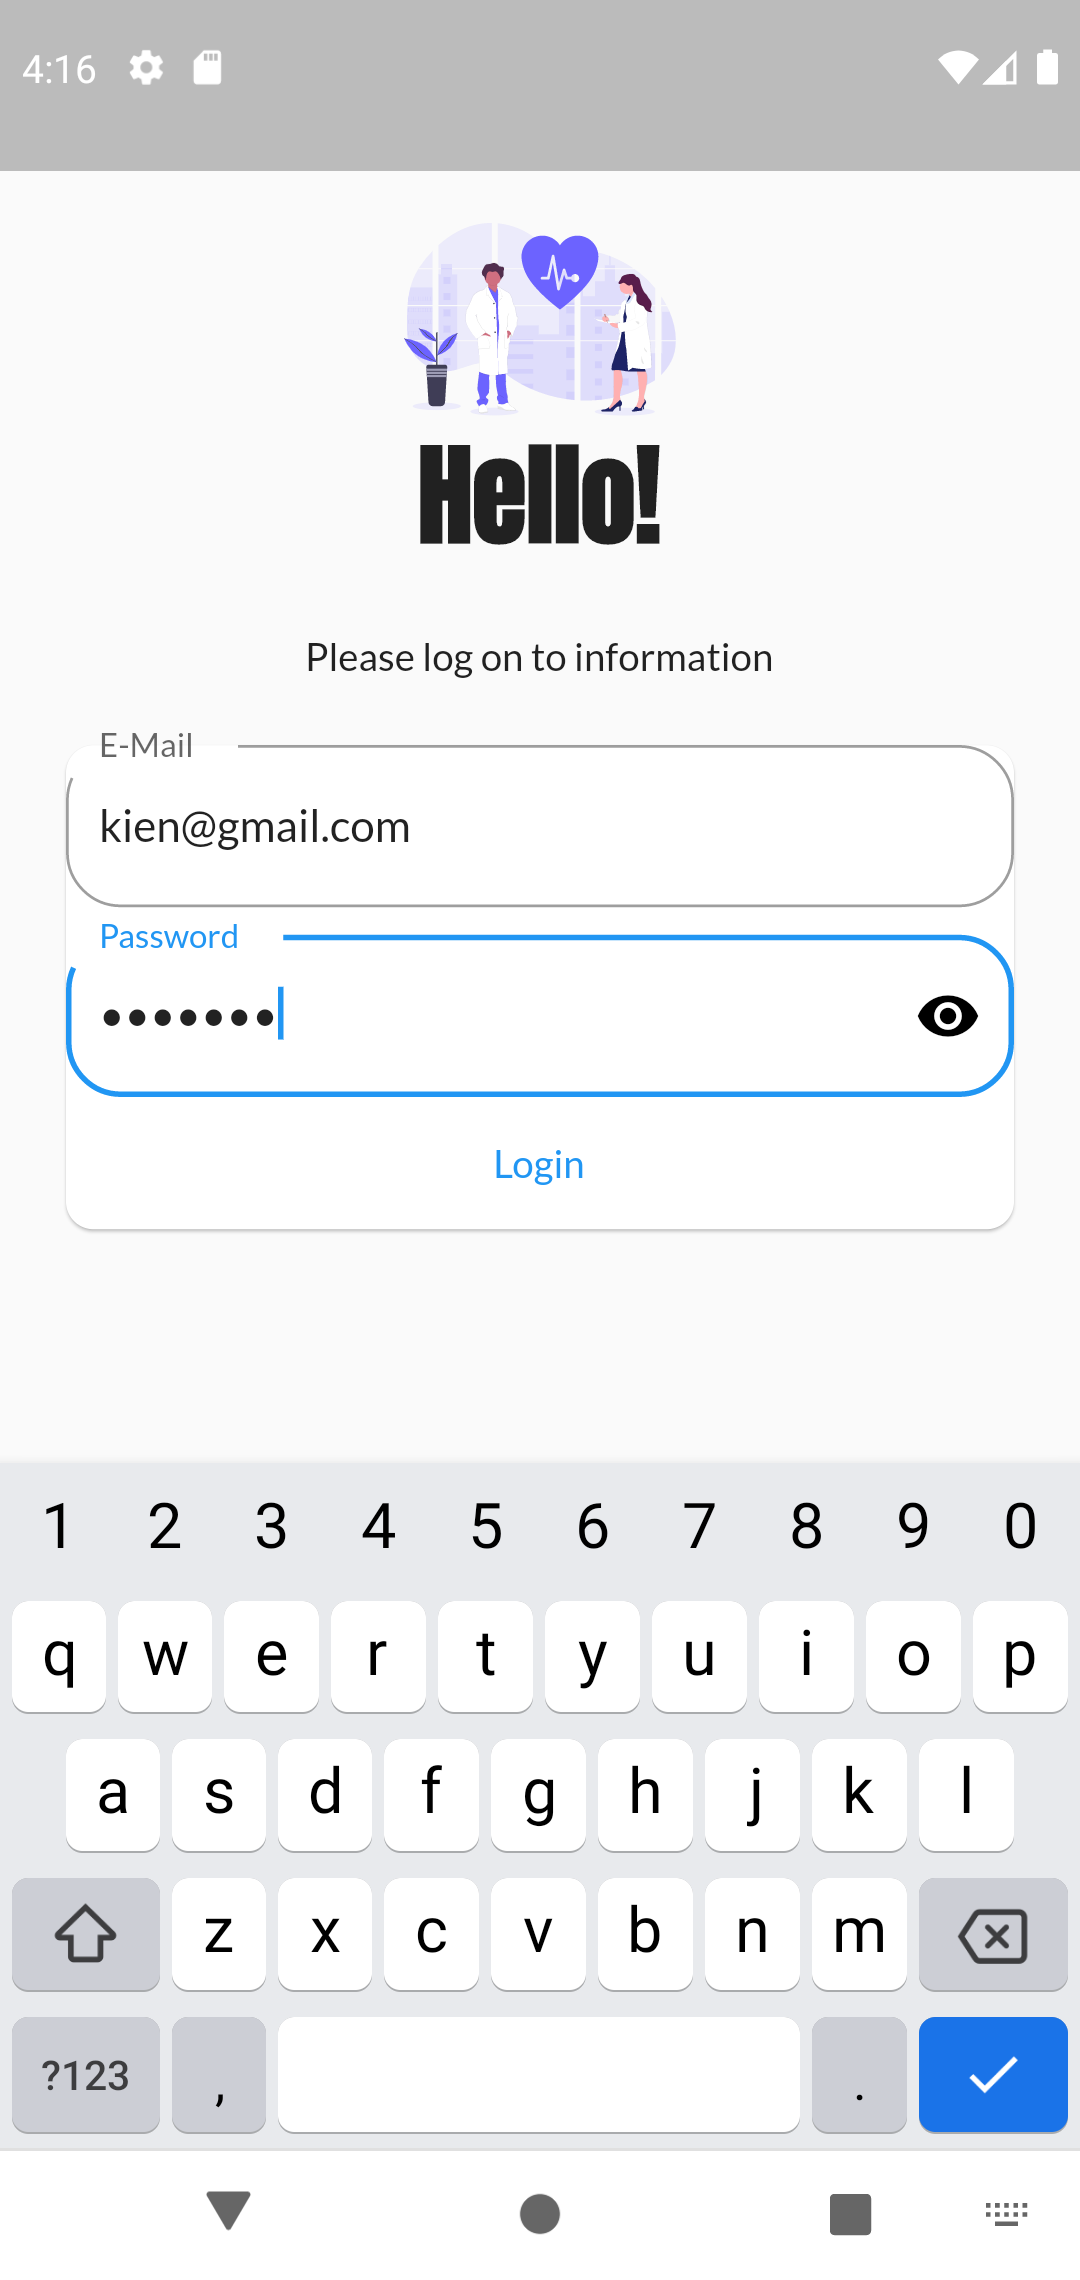 4:16
Hello!
Please log on to information
E-Mail
kien@gmail.com
Password
•••••••
Login
1 2 3 4 5 6 7 8 9 0
q w e r t y u i o p
a s d f g h j k l
z x c v b n m
?123 , .